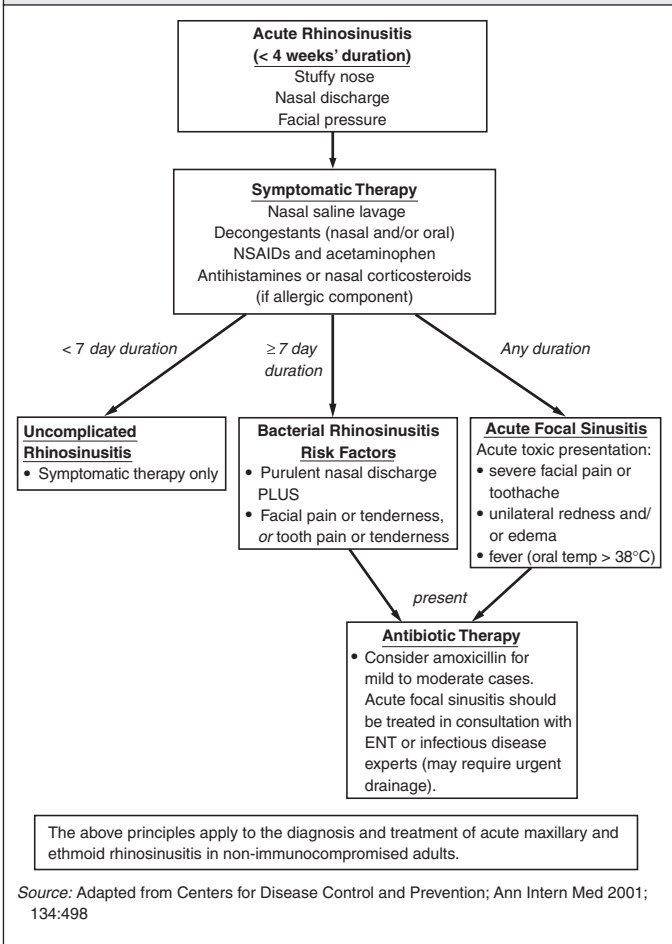 Acute Rhinosinusitis
(< 4 weeks’ duration)
Stuffy nose
Nasal discharge
Facial pressure
Symptomatic Therapy
Nasal saline lavage
Decongestants (nasal and/or oral)
NSAIDs and acetaminophen
Antihistamines or nasal corticosteroids
(if allergic component)
< 7 day duration
≥ 7 day
duration
Any duration
Uncomplicated
Rhinosinusitis
• Symptomatic therapy only
Bacterial Rhinosinusitis
Risk Factors
• Purulent nasal discharge
PLUS
• Facial pain or tenderness,
or tooth pain or tenderness
Acute Focal Sinusitis
Acute toxic presentation:
• severe facial pain or
toothache
• unilateral redness and/
or edema
• fever (oral temp > 38°C)
present
Antibiotic Therapy
• Consider amoxicillin for
mild to moderate cases.
Acute focal sinusitis should
be treated in consultation with
ENT or infectious disease
experts (may require urgent
drainage).
The above principles apply to the diagnosis and treatment of acute maxillary and
ethmoid rhinosinusitis in non-immunocompromised adults.
Source: Adapted from Centers for Disease Control and Prevention; Ann Intern Med 2001;
134:498